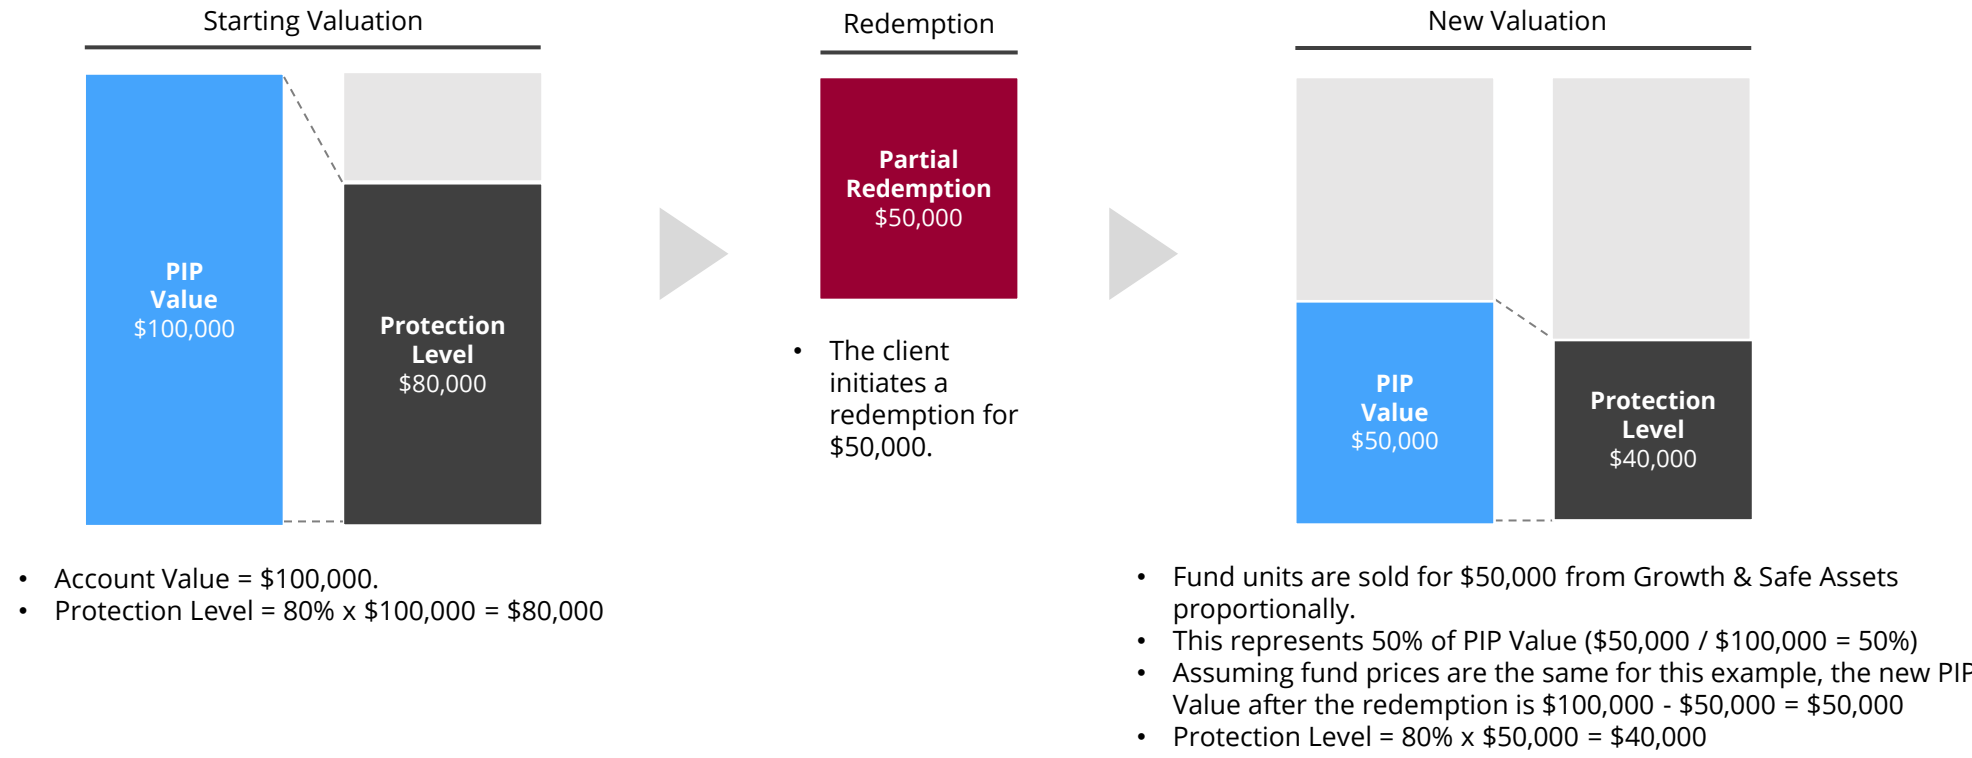 Starting Valuation
PIP
Value
$100,000
Protection
Level
$80,000
• Account Value = $100,000.
• Protection Level = 80% x $100,000 = $80,000
Redemption
Partial
Redemption
$50,000
• The client
initiates a
redemption for
$50,000.
New Valuation
PIP
Value
$50,000
Protection
Level
$40,000
• Fund units are sold for $50,000 from Growth & Safe Assets
proportionally.
• This represents 50% of PIP Value ($50,000 / $100,000 = 50%)
• Assuming fund prices are the same for this example, the new PIP
Value after the redemption is $100,000 - $50,000 = $50,000
• Protection Level = 80% x $50,000 = $40,000